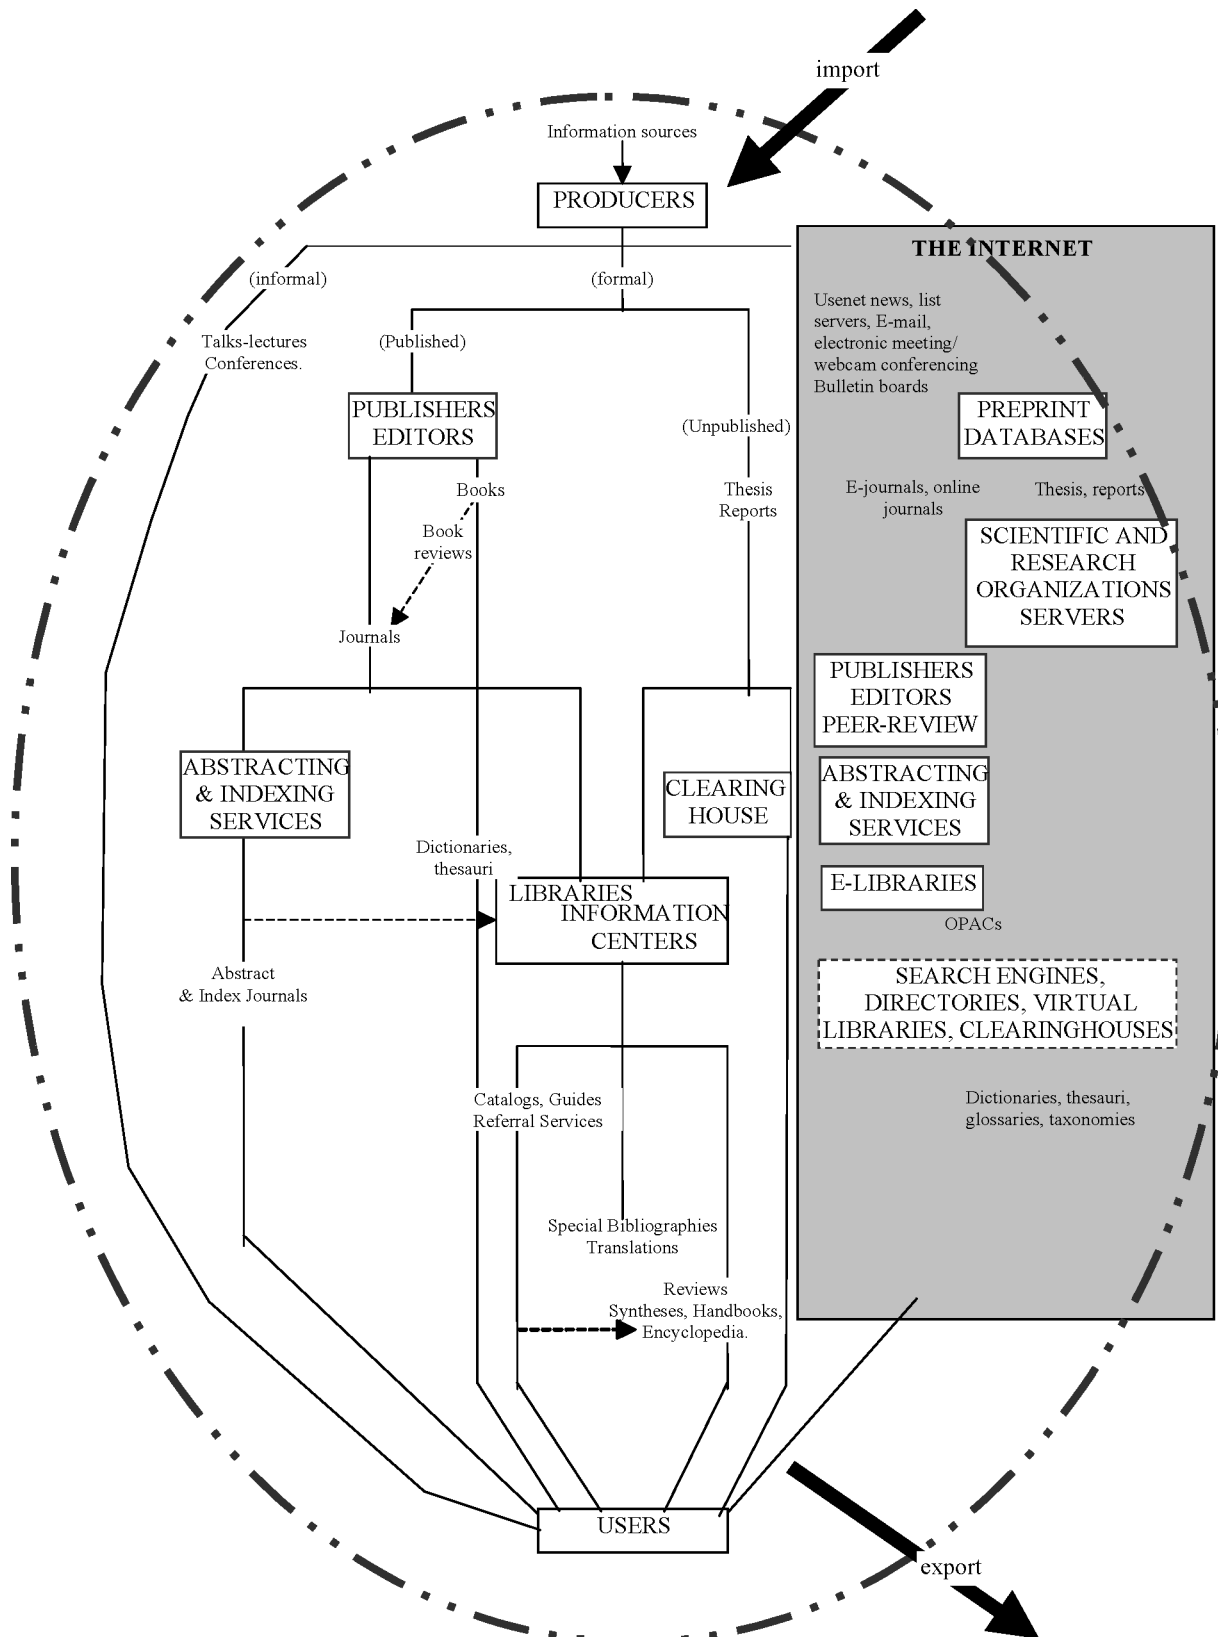 import
Information sources
PRODUCERS
(informal)
(formal)
Talks-lectures
Conferences.
(Published)
PUBLISHERS
EDITORS
(Unpublished)
Books
Book
reviews
Thesis
Reports
Journals
ABSTRACTING
& INDEXING
SERVICES
CLEARING
HOUSE
Dictionaries,
thesauri
LIBRARIES
INFORMATION
CENTERS
Abstract
& Index Journals
Catalogs, Guides
Referral Services
Special Bibliographies
Translations
Reviews
Syntheses, Handbooks,
Encyclopedia.
USERS
THE INTERNET
Usenet news, list
servers, E-mail,
electronic meeting/
webcam conferencing
Bulletin boards
PREPRINT
DATABASES
E-journals, online
journals
Thesis, reports
SCIENTIFIC AND
RESEARCH
ORGANIZATIONS
SERVERS
PUBLISHERS
EDITORS
PEER-REVIEW
ABSTRACTING
& INDEXING
SERVICES
E-LIBRARIES
OPACs
SEARCH ENGINES,
DIRECTORIES, VIRTUAL
LIBRARIES, CLEARINGHOUSES
Dictionaries, thesauri,
glossaries, taxonomies
export